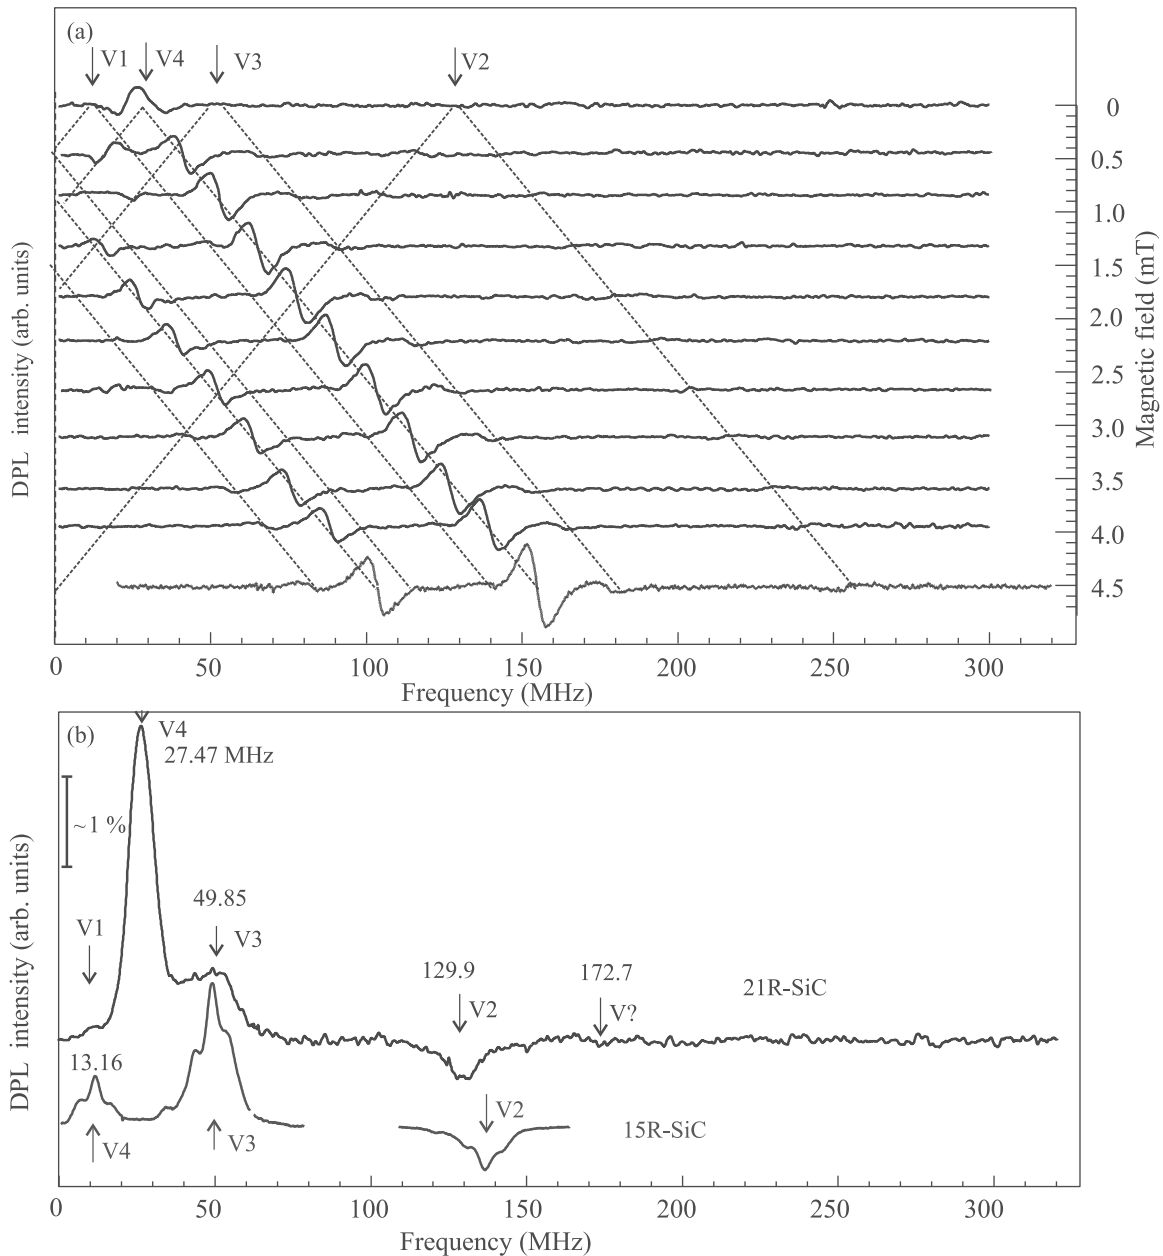 (a)
V1 V4 V3 V2
0
0.5
1.0
1.5
2.0
2.5
3.0
3.5
4.0
4.5
Magnetic field (mT)
DPL intensity (arb. units)
0 50 100 150 200 250 300
Frequency (MHz)
(b)
V4
27.47 MHz
~1 %
49.85
V1
V3
129.9 172.7
V2 V? 21R-SiC
13.16
V2
15R-SiC
V4 V3
DPL intensity (arb. units)
0 50 100 150 200 250 300
Frequency (MHz)